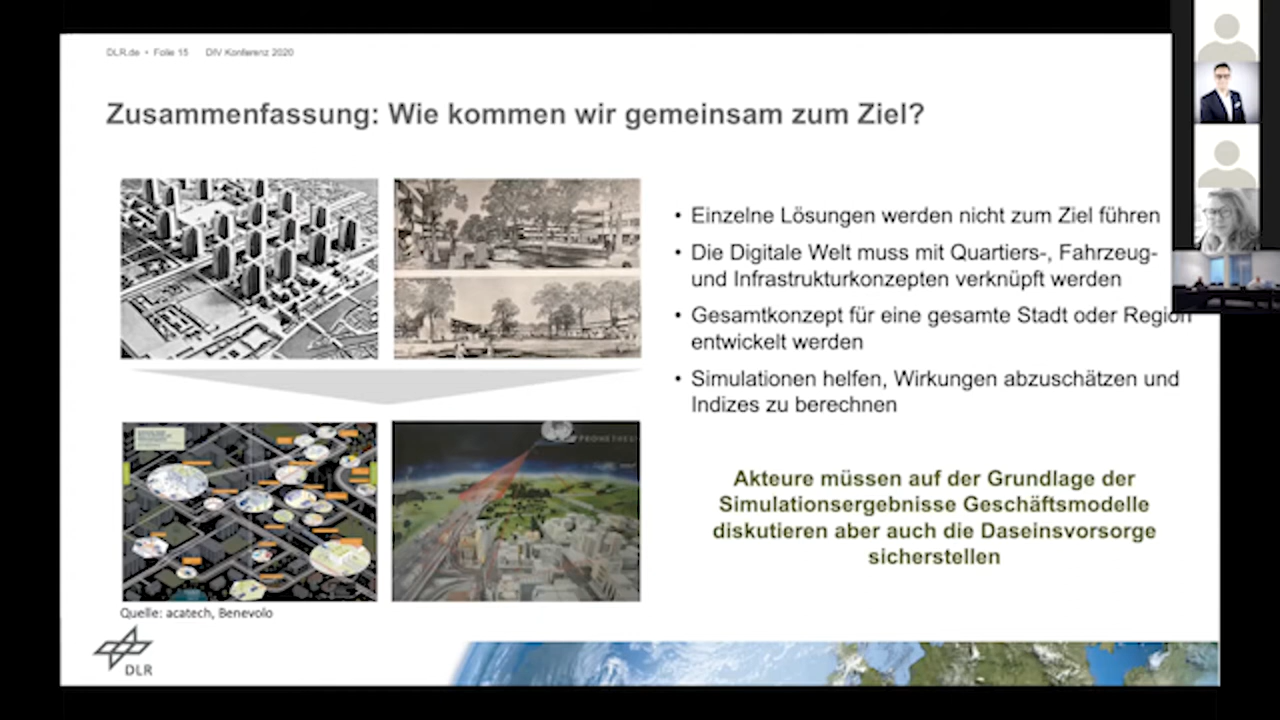 DLR.de • Folie 15 DIV Konferenz 2020
Zusammenfassung: Wie kommen wir gemeinsam zum Ziel?
• Einzelne Lösungen werden nicht zum Ziel führen
• Die Digitale Welt muss mit Quartiers-, Fahrzeug-
und Infrastrukturkonzepten verknüpft werden
• Gesamtkonzept für eine gesamte Stadt oder Region
entwickelt werden
• Simulationen helfen, Wirkungen abzuschätzen und
Indizes zu berechnen
PROMETHEUS
Akteure müssen auf der Grundlage der
Simulationsergebnisse Geschäftsmodelle
diskutieren aber auch die Daseinsvorsorge
sicherstellen
Quelle: acatech, Benevolo
DLR